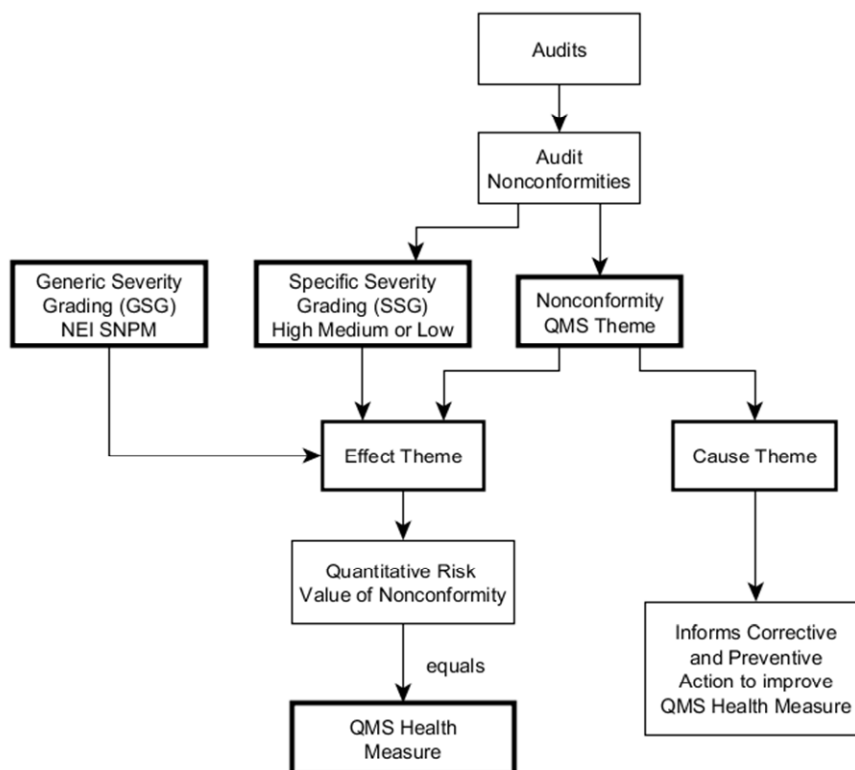 Audits
Audit
Nonconformities
Generic Severity
Grading (GSG)
NEI SNPM
Specific Severity
Grading (SSG)
High Medium or Low
Nonconformity
QMS Theme
Effect Theme
Cause Theme
Quantitative Risk
Value of Nonconformity
Informs Corrective
and Preventive
Action to improve
QMS Health Measure
equals
QMS Health
Measure